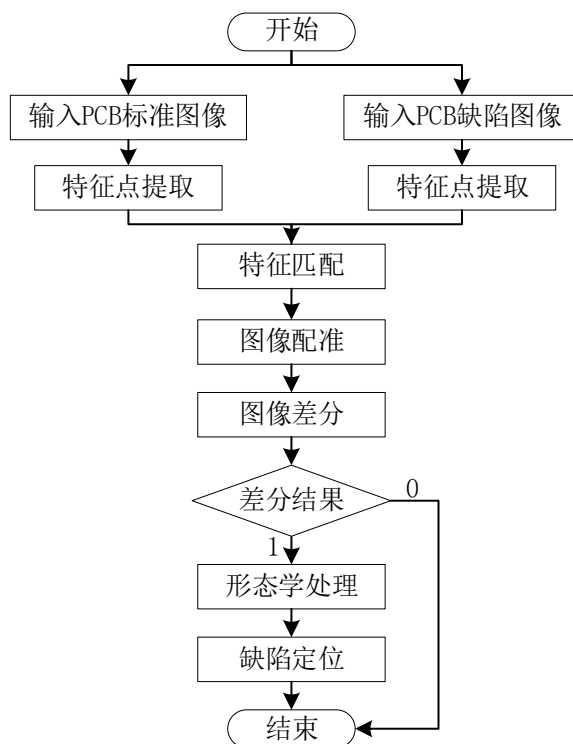 开始
输入PCB标准图像
输入PCB缺陷图像
特征点提取
特征点提取
特征匹配
图像配准
图像差分
差分结果
0
1
形态学处理
缺陷定位
结束